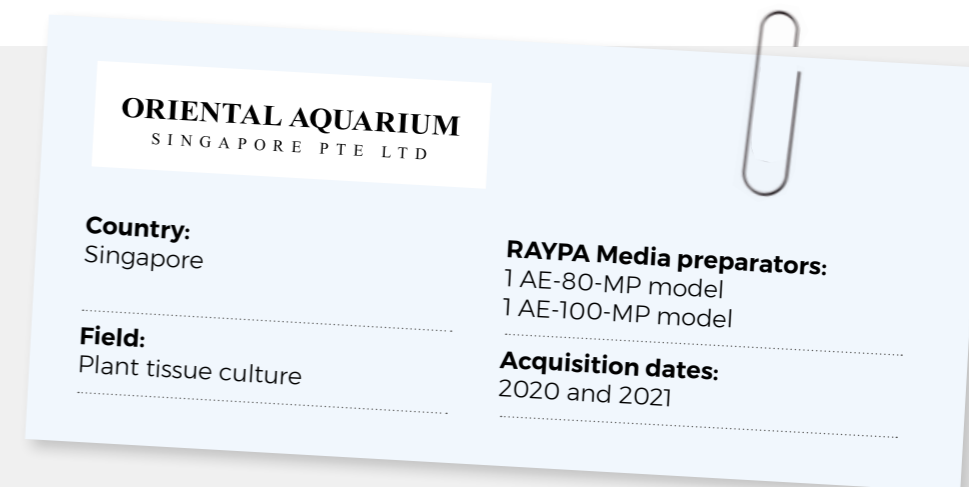 ORIENTAL AQUARIUM
SINGAPORE PTE LTD
Country:
Singapore
Field:
Plant tissue culture
RAYPA Media preparators:
1 AE-80-MP model
1 AE-100-MP model
Acquisition dates:
2020 and 2021